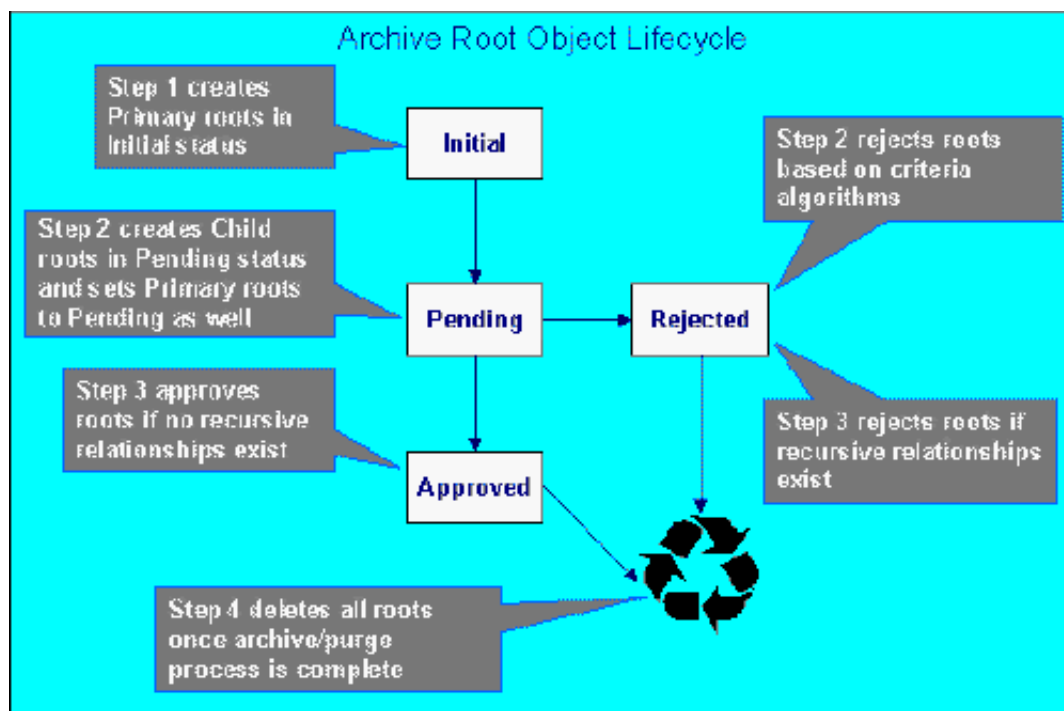 Archive Root Object Lifecycle
Step 1 creates
Primary roots in
Initial status
Initial
Step 2 rejects roots
based on criteria
algorithms
Step 2 creates Child
roots in Pending status
and sets Primary roots
to Pending as well
Pending
Rejected
Step 3 approves
roots if no recursive
relationships exist
Step 3 rejects roots if
recursive relationships
exist
Approved
Step 4 deletes all roots
once archive/purge
process is complete